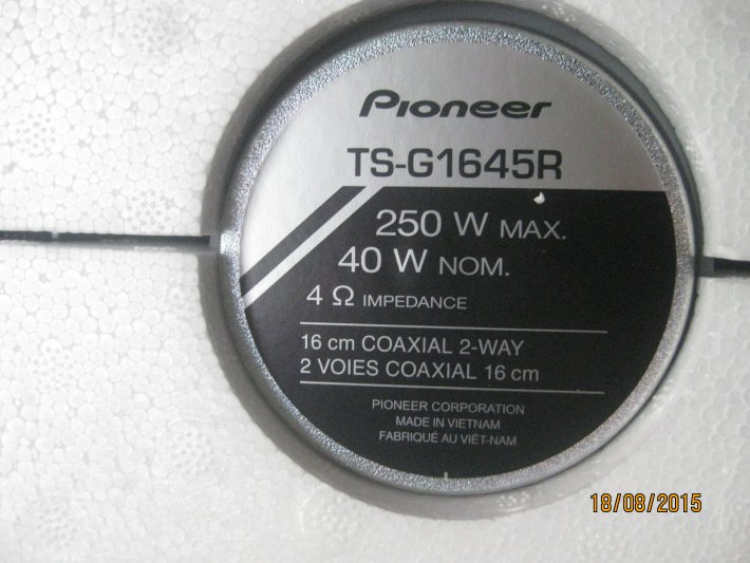 Pioneer
TS-G1645R
250 W MAX.
40 W NOM.
4 Ω IMPEDANCE
16 cm COAXIAL 2-WAY
2 VOIES COAXIAL 16 cm
PIONEER CORPORATION
MADE IN VIETNAM
FABRIQUÉ AU VIÊT-NAM
18/08/2015